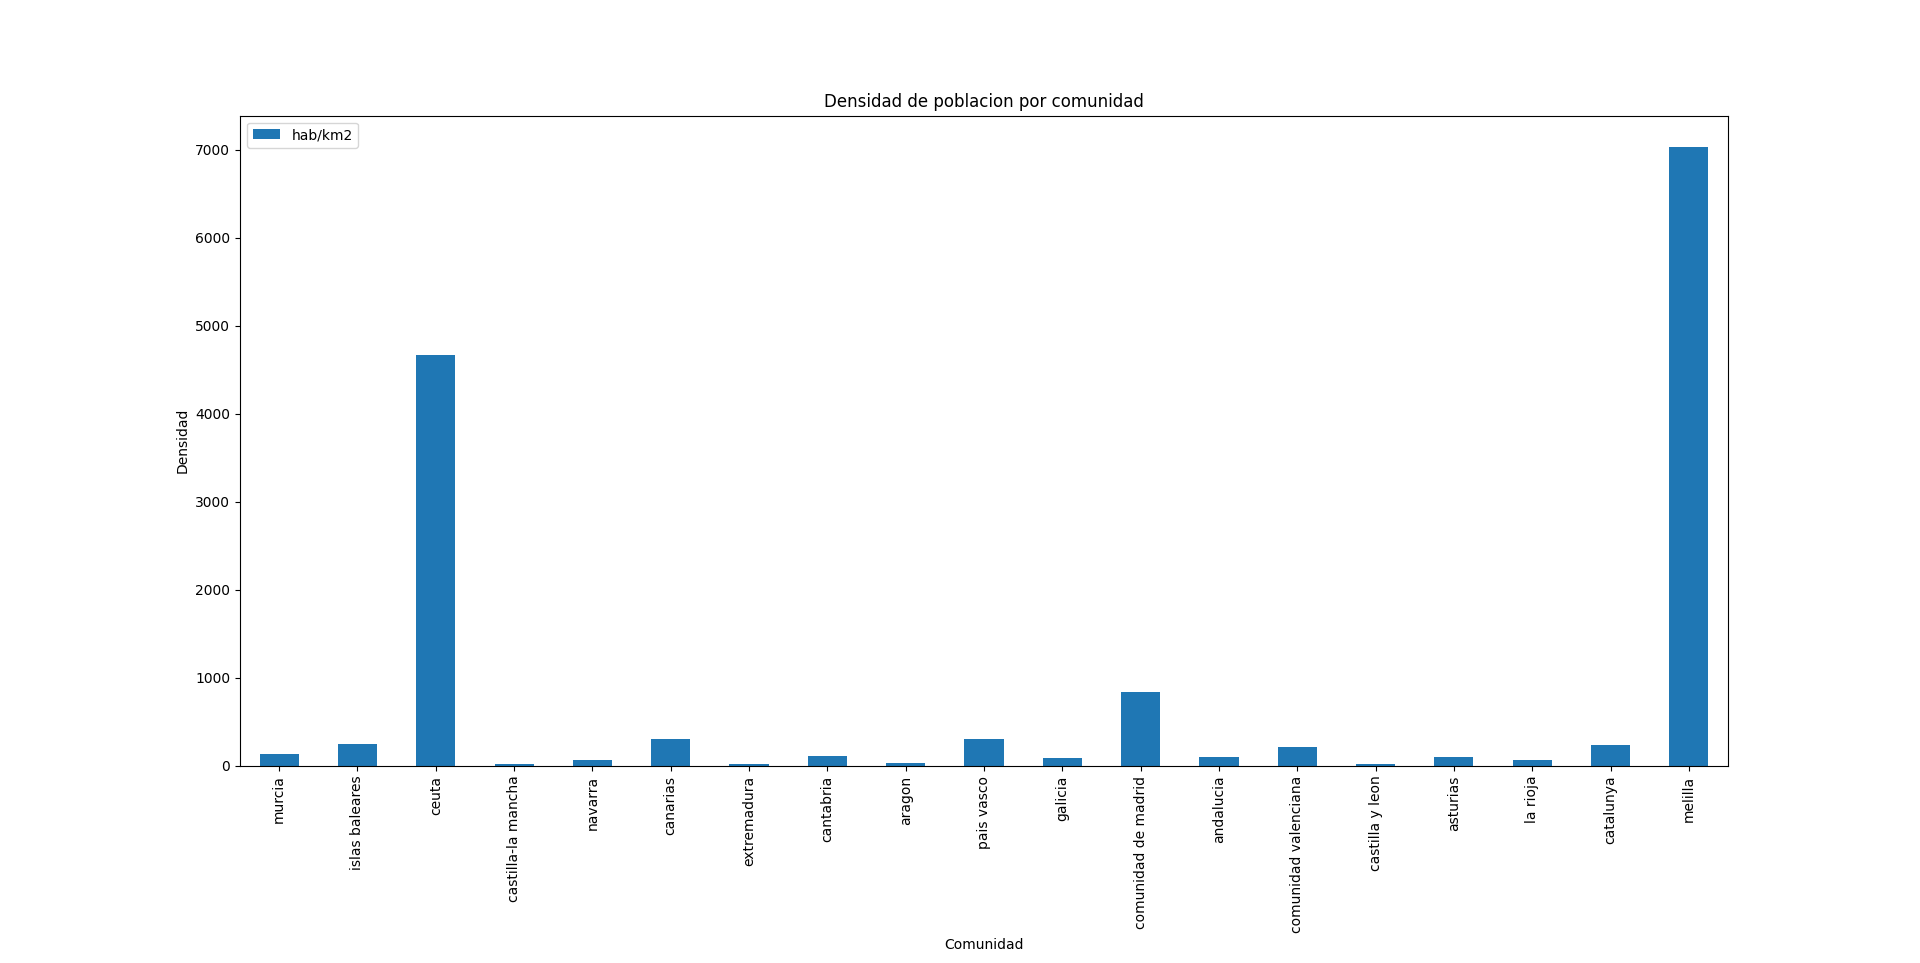 Densidad de poblacion por comunidad
hab/km2
7000
6000
5000
4000
3000
2000
1000
0
Densidad
murcia
islas baleares
ceuta
castilla-la mancha
navarra
canarias
extremadura
cantabria
aragon
pais vasco
galicia
comunidad de madrid
andalucia
comunidad valenciana
castilla y leon
asturias
la rioja
catalunya
melilla
Comunidad